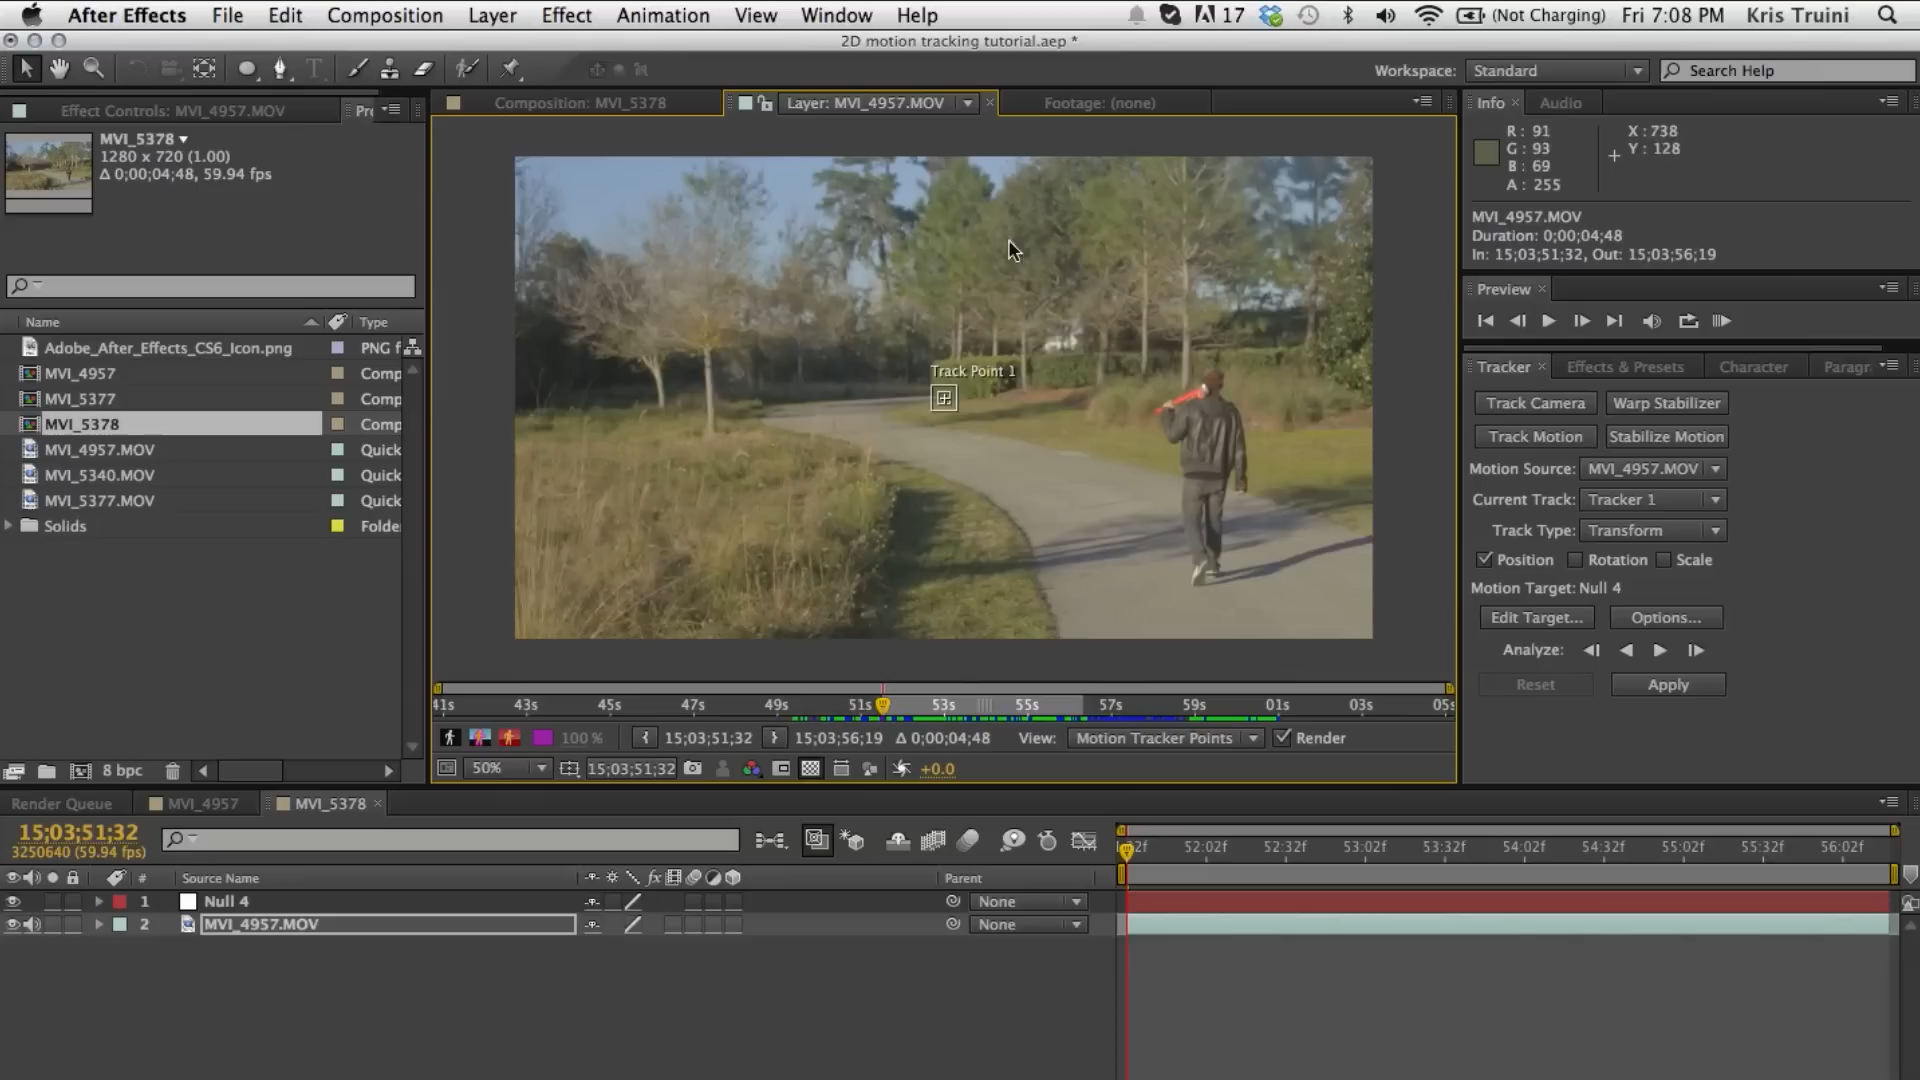 After Effects File Edit Composition Layer Effect Animation View Window Help 17 (Not Charging) Fri 7:08 PM Kris Truini
2D motion tracking tutorial.aep *
Workspace: Standard Search Help
Effect Controls: MVI_4957.MOV Pro
MVI_5378
1280 x 720 (1.00)
Δ 0;00;04;48, 59.94 fps
Name Type
Adobe_After_Effects_CS6_Icon.png PNG f
MVI_4957 Comp
MVI_5377 Comp
MVI_5378 Comp
MVI_4957.MOV Quick
MVI_5340.MOV Quick
MVI_5377.MOV Quick
Solids Folde
8 bpc
Composition: MVI_5378 Layer: MVI_4957.MOV Footage: (none)
Track Point 1
41s 43s 45s 47s 49s 51s 53s 55s 57s 59s 01s 03s 05s
100 % 15;03;51;32 15;03;56;19 Δ 0;00;04;48 View: Motion Tracker Points Render
50% 15;03;51;32 +0.0
Info Audio
R : 91 X : 738
G : 93 Y : 128
B : 69
A : 255
MVI_4957.MOV
Duration: 0;00;04;48
In: 15;03;51;32, Out: 15;03;56;19
Preview
Tracker Effects & Presets Character Paragr
Track Camera Warp Stabilizer
Track Motion Stabilize Motion
Motion Source: MVI_4957.MOV
Current Track: Tracker 1
Track Type: Transform
Position Rotation Scale
Motion Target: Null 4
Edit Target... Options...
Analyze:
Reset Apply
Render Queue MVI_4957 MVI_5378
15;03;51;32
3250640 (59.94 fps)
32f 52:02f 52:32f 53:02f 53:32f 54:02f 54:32f 55:02f 55:32f 56:02f
# Source Name fx Parent
1 Null 4 None
2 MVI_4957.MOV None